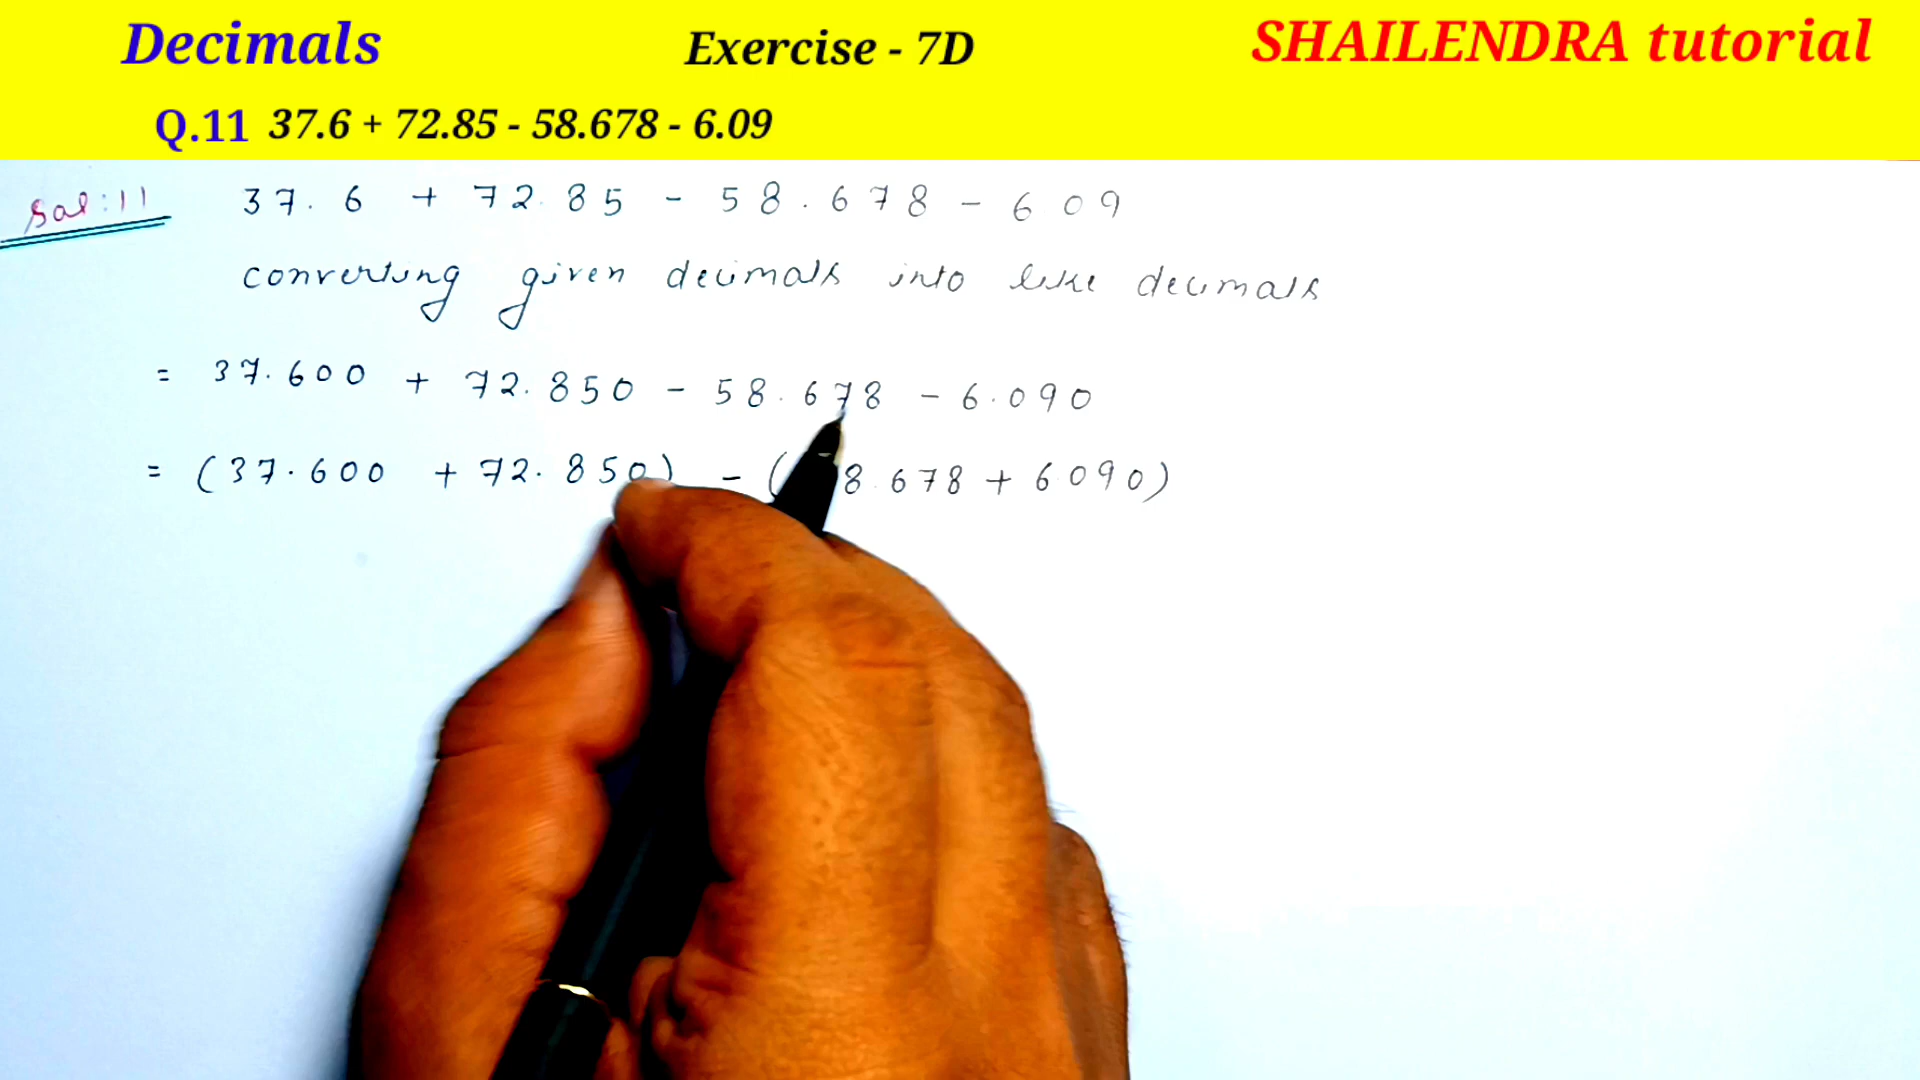 Decimals Exercise - 7D SHAILENDRA tutorial
Q.11 37.6 + 72.85 - 58.678 - 6.09
Sol:11 37.6 + 72.85 - 58.678 - 6 09
converting given decimals into like decimals
= 37.600 + 72.850 - 58.678 - 6.090
= (37.600 + 72.850) - ( 8.678 + 6090)